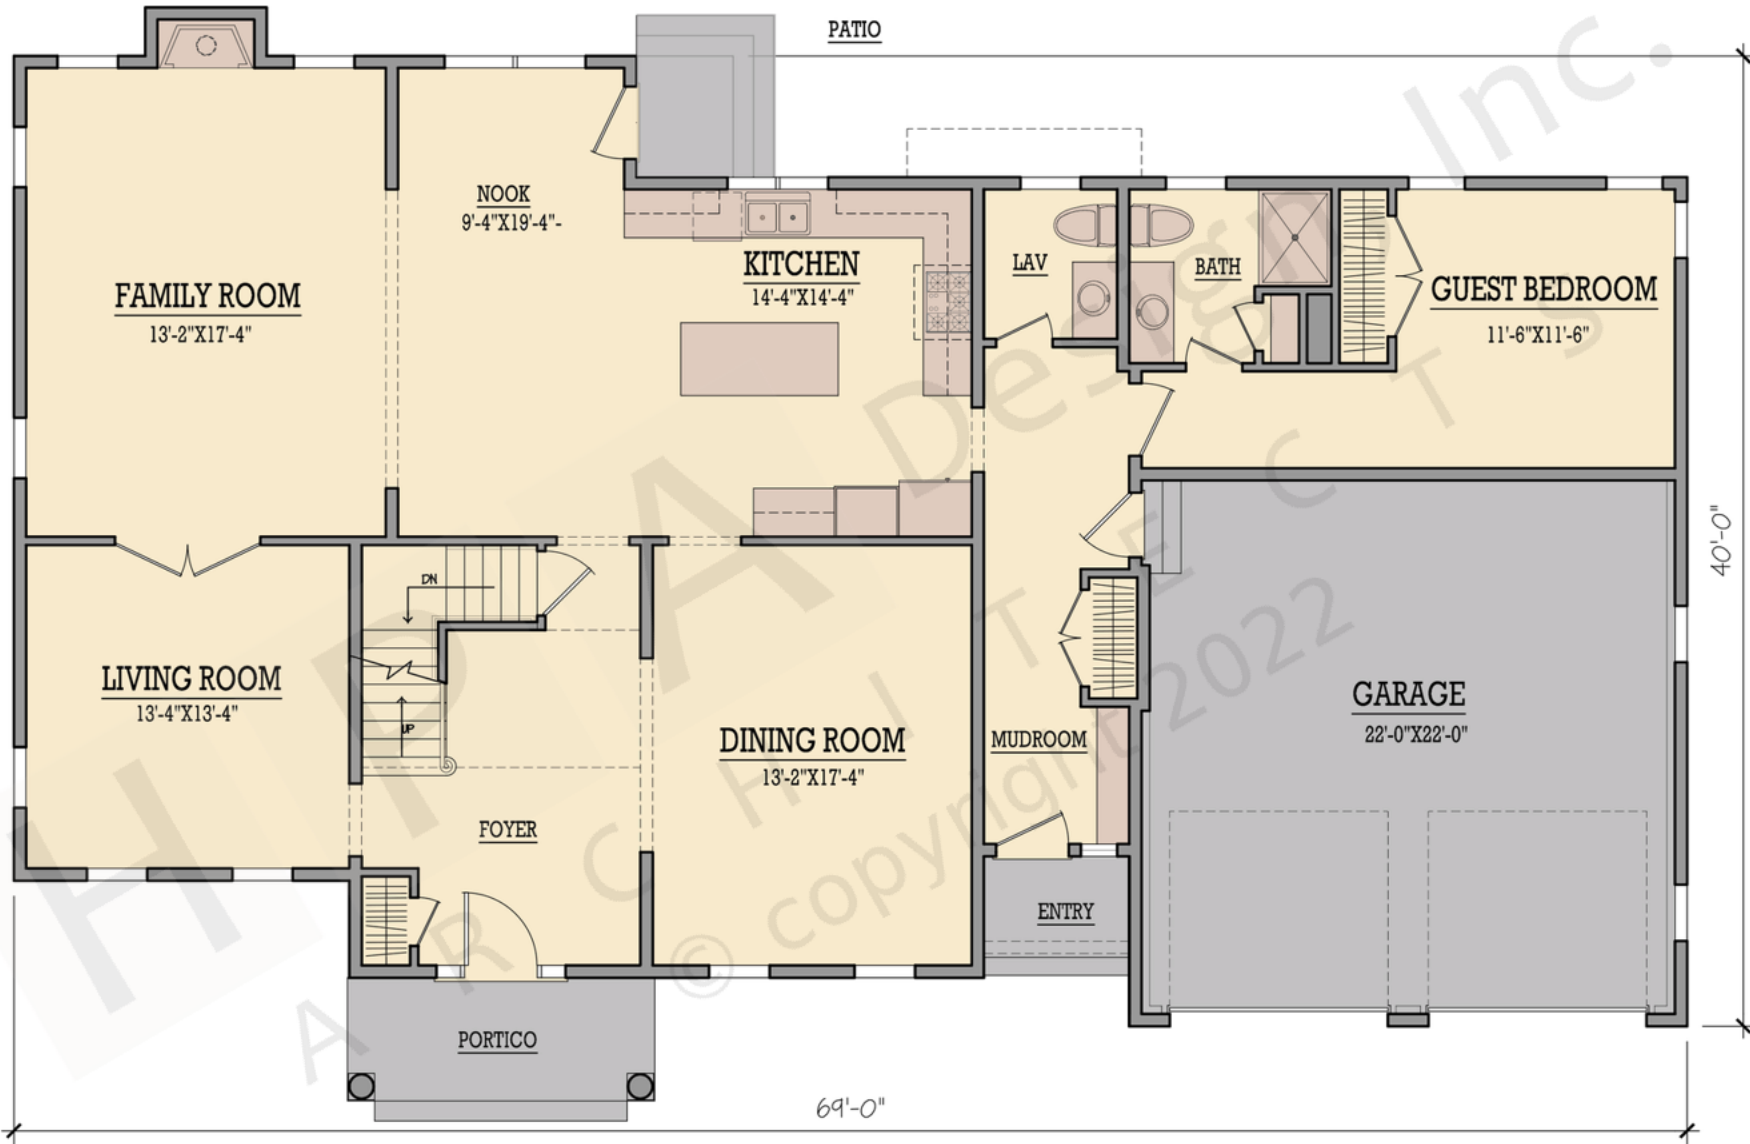 PATIO
NOOK
9'-4"X19'-4"-
KITCHEN
14'-4"X14'-4"
LAV
BATH
GUEST BEDROOM
11'-6"X11'-6"
FAMILY ROOM
13'-2"X17'-4"
DN
UP
LIVING ROOM
13'-4"X13'-4"
DINING ROOM
13'-2"X17'-4"
MUDROOM
GARAGE
22'-0"X22'-0"
40'-0"
FOYER
ENTRY
PORTICO
69'-0"
HPA Design, Inc.
ARCHITECTS
© copyright 2022